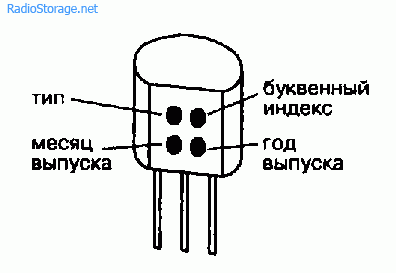 RadioStorage.net
тип
буквенный
индекс
месяц
выпуска
год
выпуска